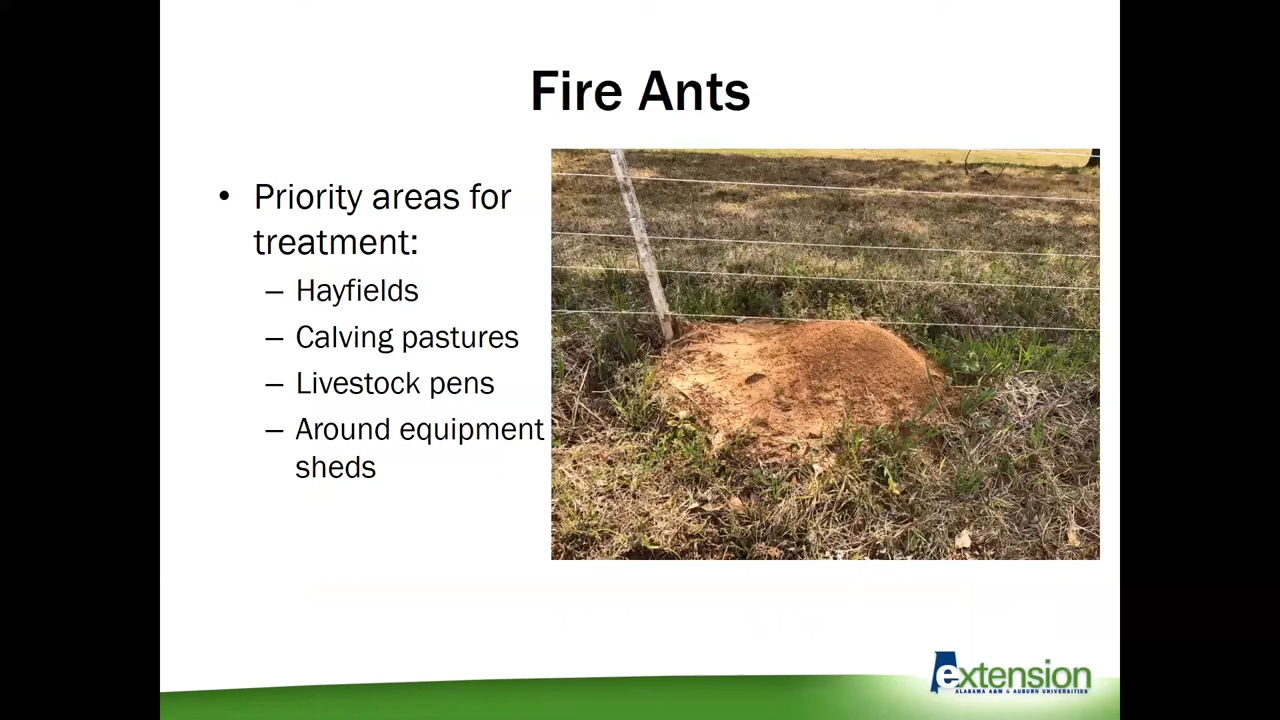 Fire Ants
• Priority areas for
treatment:
– Hayfields
– Calving pastures
– Livestock pens
– Around equipment
sheds
extension
ALABAMA A&M & AUBURN UNIVERSITIES